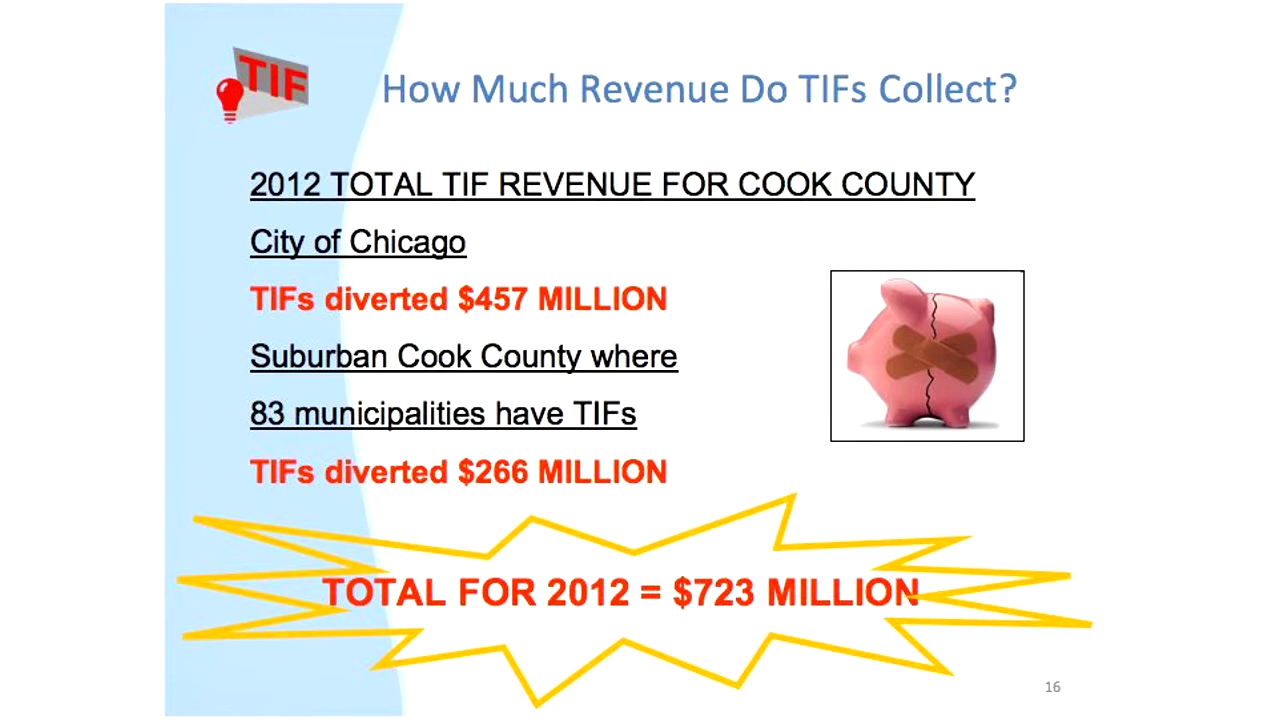 TIF
How Much Revenue Do TIFs Collect?
2012 TOTAL TIF REVENUE FOR COOK COUNTY
City of Chicago
TIFs diverted $457 MILLION
Suburban Cook County where
83 municipalities have TIFs
TIFs diverted $266 MILLION
TOTAL FOR 2012 = $723 MILLION
16